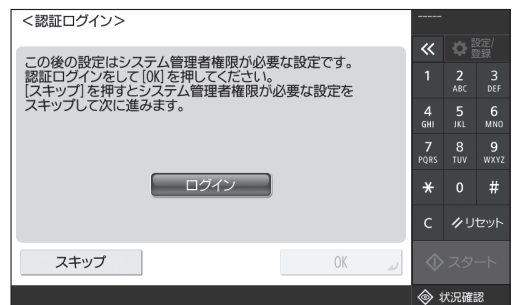 <認証ログイン>
この後の設定はシステム管理者権限が必要な設定です。
認証ログインをして[OK]を押してください。
[スキップ]を押すとシステム管理者権限が必要な設定を
スキップして次に進みます。
ログイン
スキップ
OK
-----
設定/
登録
1 2 3
ABC DEF
4 5 6
GHI JKL MNO
7 8 9
PQRS TUV WXYZ
* 0 #
C リセット
スタート
状況確認